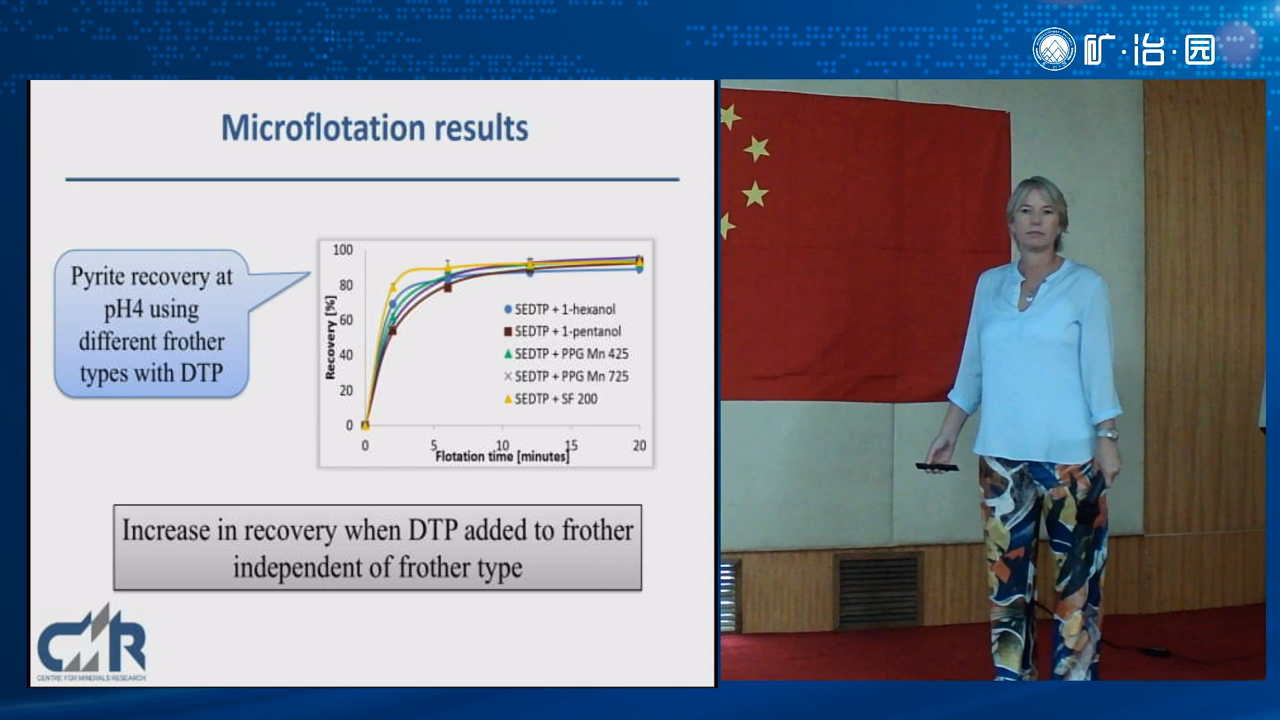 矿·冶·园
Microflotation results
Pyrite recovery at
pH4 using
different frother
types with DTP
Recovery [%]
100
80
60
40
20
0
SEDTP + 1-hexanol
SEDTP + 1-pentanol
SEDTP + PPG Mn 425
SEDTP + PPG Mn 725
SEDTP + SF 200
0 5 10 15 20
Flotation time [minutes]
Increase in recovery when DTP added to frother
independent of frother type
CMR
CENTRE FOR MINERALS RESEARCH